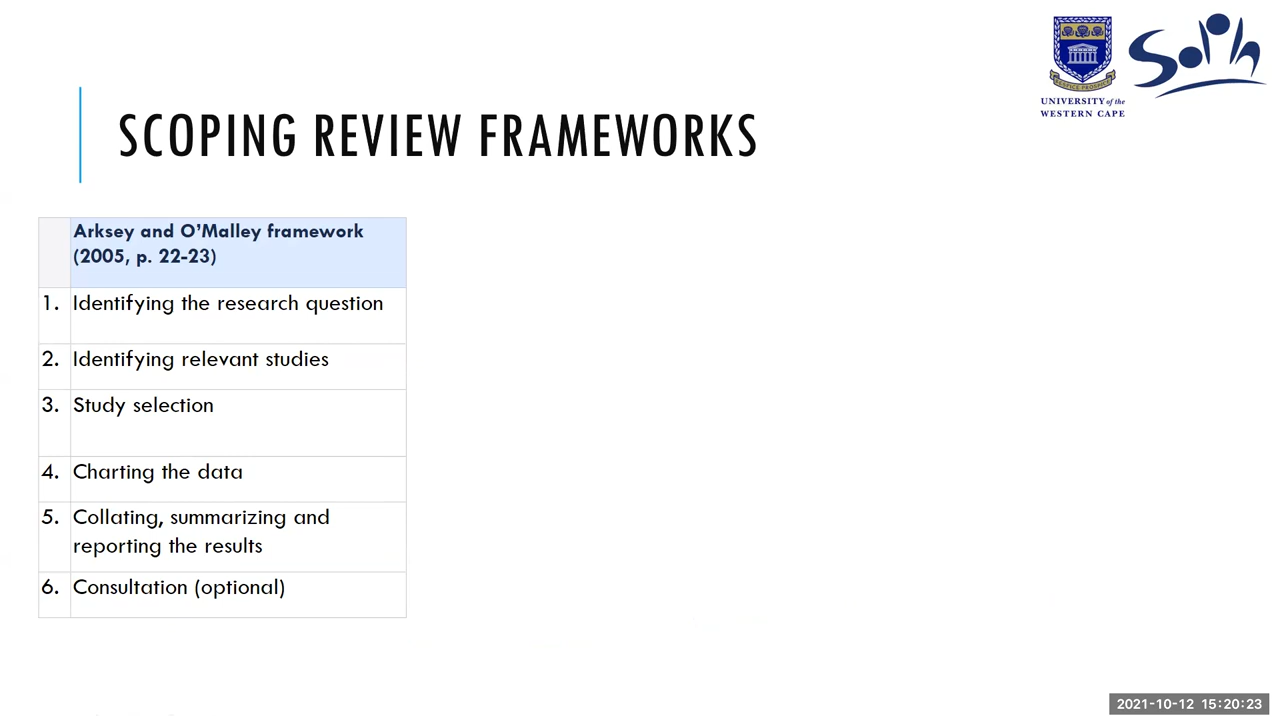 UNIVERSITY of the
WESTERN CAPE
SOPH
SCOPING REVIEW FRAMEWORKS
Arksey and O’Malley framework
(2005, p. 22-23)
1. Identifying the research question
2. Identifying relevant studies
3. Study selection
4. Charting the data
5. Collating, summarizing and
reporting the results
6. Consultation (optional)
2021-10-12 15:20:23